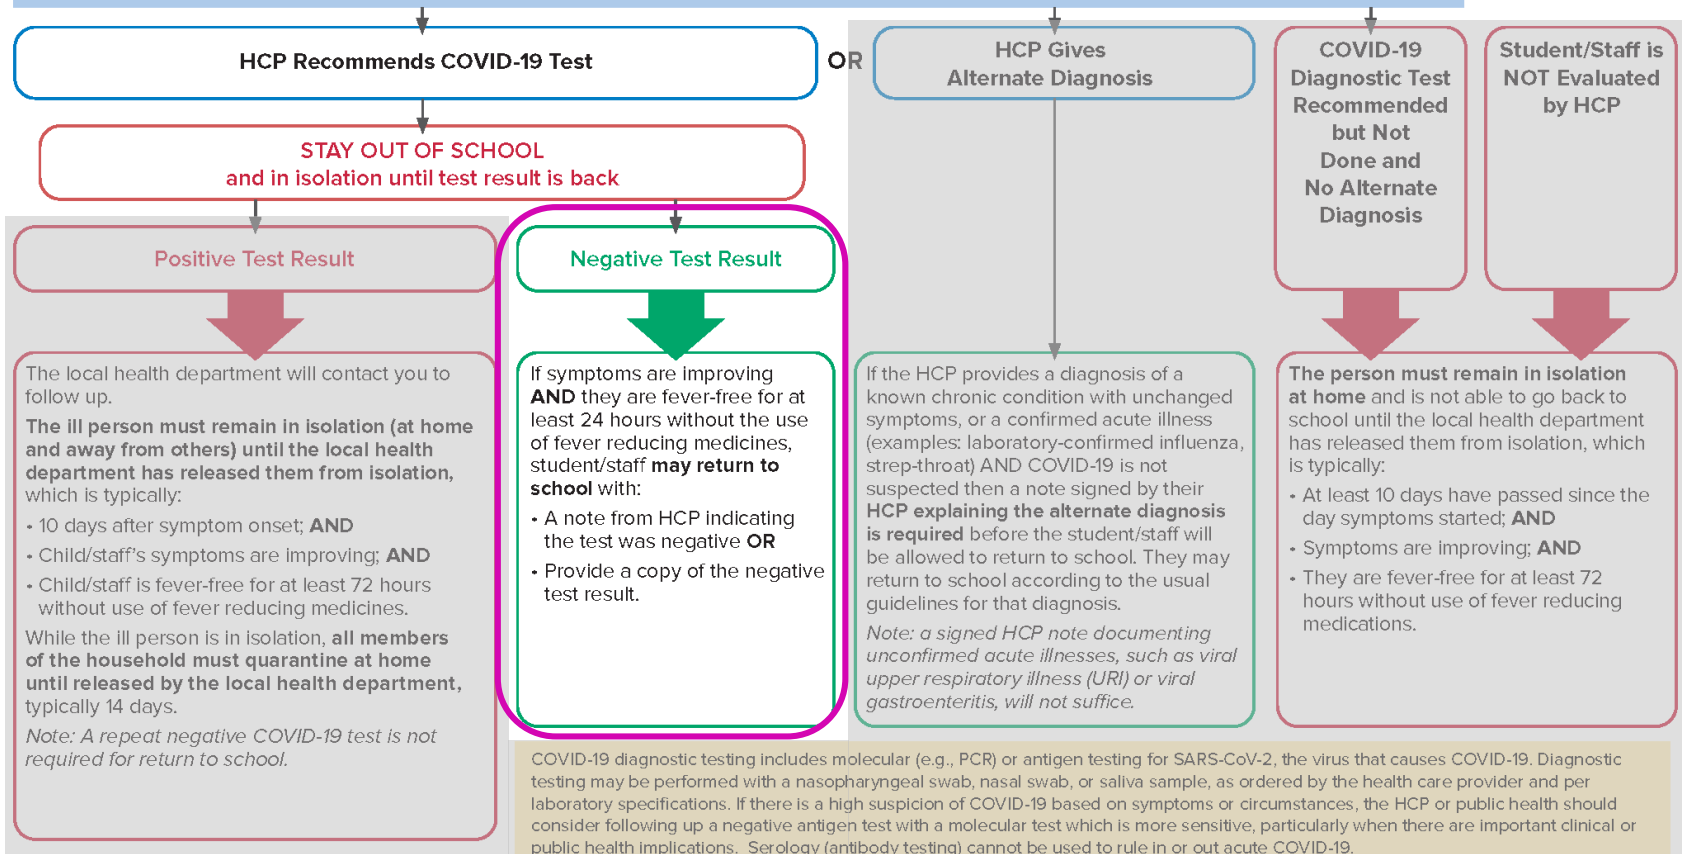 HCP Recommends COVID-19 Test
OR
HCP Gives
Alternate Diagnosis
COVID-19
Diagnostic Test
Recommended
but Not
Done and
No Alternate
Diagnosis
Student/Staff is
NOT Evaluated
by HCP
STAY OUT OF SCHOOL
and in isolation until test result is back
Positive Test Result
Negative Test Result
The local health department will contact you to
follow up.
The ill person must remain in isolation (at home
and away from others) until the local health
department has released them from isolation,
which is typically:
• 10 days after symptom onset; AND
• Child/staff's symptoms are improving; AND
• Child/staff is fever-free for at least 72 hours
without use of fever reducing medicines.
While the ill person is in isolation, all members
of the household must quarantine at home
until released by the local health department,
typically 14 days.
Note: A repeat negative COVID-19 test is not
required for return to school.
If symptoms are improving
AND they are fever-free for at
least 24 hours without the use
of fever reducing medicines,
student/staff may return to
school with:
• A note from HCP indicating
the test was negative OR
• Provide a copy of the negative
test result.
If the HCP provides a diagnosis of a
known chronic condition with unchanged
symptoms, or a confirmed acute illness
(examples: laboratory-confirmed influenza,
strep-throat) AND COVID-19 is not
suspected then a note signed by their
HCP explaining the alternate diagnosis
is required before the student/staff will
be allowed to return to school. They may
return to school according to the usual
guidelines for that diagnosis.
Note: a signed HCP note documenting
unconfirmed acute illnesses, such as viral
upper respiratory illness (URI) or viral
gastroenteritis, will not suffice.
The person must remain in isolation
at home and is not able to go back to
school until the local health department
has released them from isolation, which
is typically:
• At least 10 days have passed since the
day symptoms started; AND
• Symptoms are improving; AND
• They are fever-free for at least 72
hours without use of fever reducing
medications.
COVID-19 diagnostic testing includes molecular (e.g., PCR) or antigen testing for SARS-CoV-2, the virus that causes COVID-19. Diagnostic
testing may be performed with a nasopharyngeal swab, nasal swab, or saliva sample, as ordered by the health care provider and per
laboratory specifications. If there is a high suspicion of COVID-19 based on symptoms or circumstances, the HCP or public health should
consider following up a negative antigen test with a molecular test which is more sensitive, particularly when there are important clinical or
public health implications. Serology (antibody testing) cannot be used to rule in or out acute COVID-19.